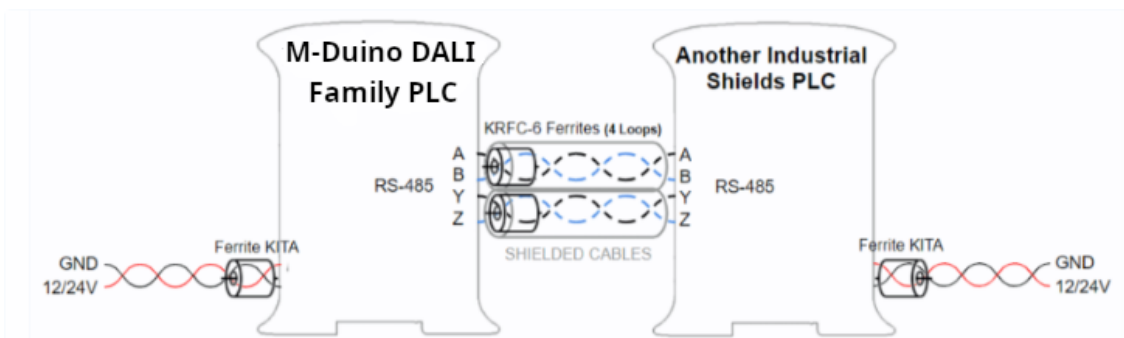 M-Duino DALI
Family PLC
Another Industrial
Shields PLC
KRFC-6 Ferrites (4 Loops)
A
B
Y
Z
RS-485
A
B
Y
Z
RS-485
SHIELDED CABLES
Ferrite KITA
GND
12/24V
Ferrite KITA
GND
12/24V